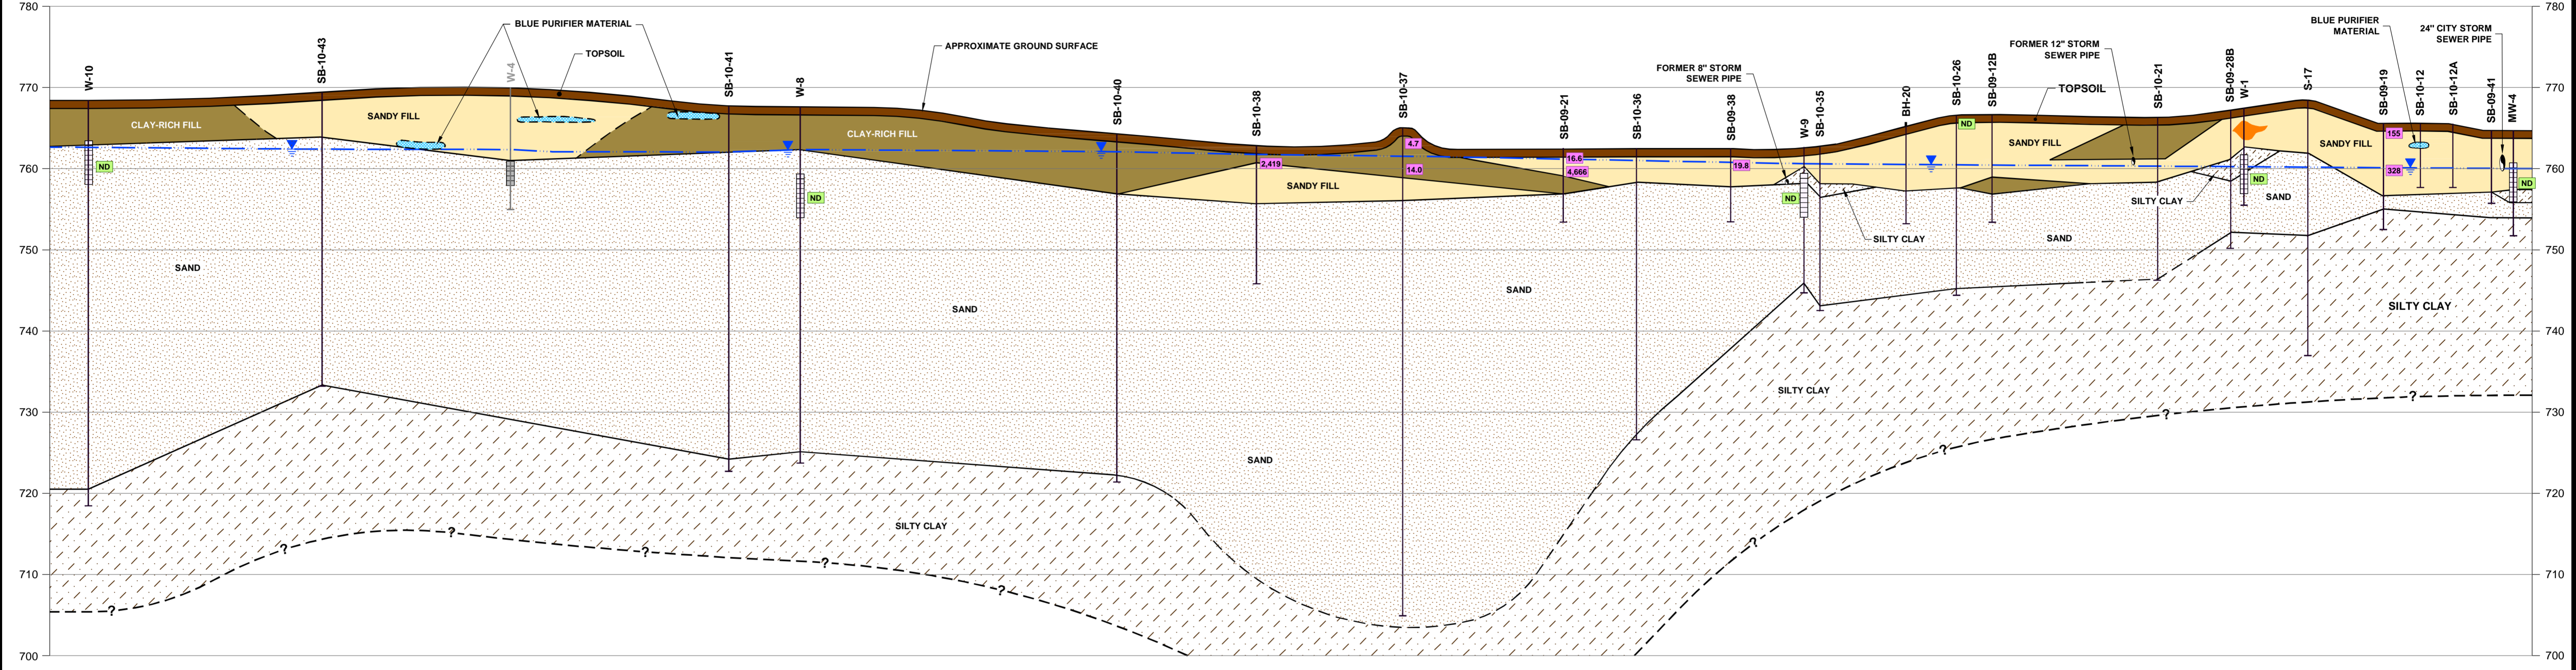 780
770
760
750
740
730
720
710
700
780
770
760
750
740
730
720
710
700
W-10
SB-10-43
W-4
SB-10-41
W-8
SB-10-40
SB-10-38
SB-10-37
SB-09-21
SB-10-36
SB-09-38
W-9
SB-10-35
BH-20
SB-10-26
SB-09-12B
SB-10-21
SB-09-28B
W-1
S-17
SB-09-19
SB-10-12
SB-10-12A
SB-09-41
MW-4
BLUE PURIFIER MATERIAL
TOPSOIL
APPROXIMATE GROUND SURFACE
FORMER 8" STORM
SEWER PIPE
FORMER 12" STORM
SEWER PIPE
TOPSOIL
BLUE PURIFIER
MATERIAL
24" CITY STORM
SEWER PIPE
CLAY-RICH FILL
SANDY FILL
CLAY-RICH FILL
SANDY FILL
SANDY FILL
SANDY FILL
ND
ND
2,419
4.7
14.0
16.6
4,666
19.8
ND
ND
ND
155
328
ND
SILTY CLAY
SILTY CLAY
SAND
SAND
SAND
SAND
SAND
SAND
SILTY CLAY
SILTY CLAY
SILTY CLAY
?
?
?
?
?
?
?
?
?
?
?